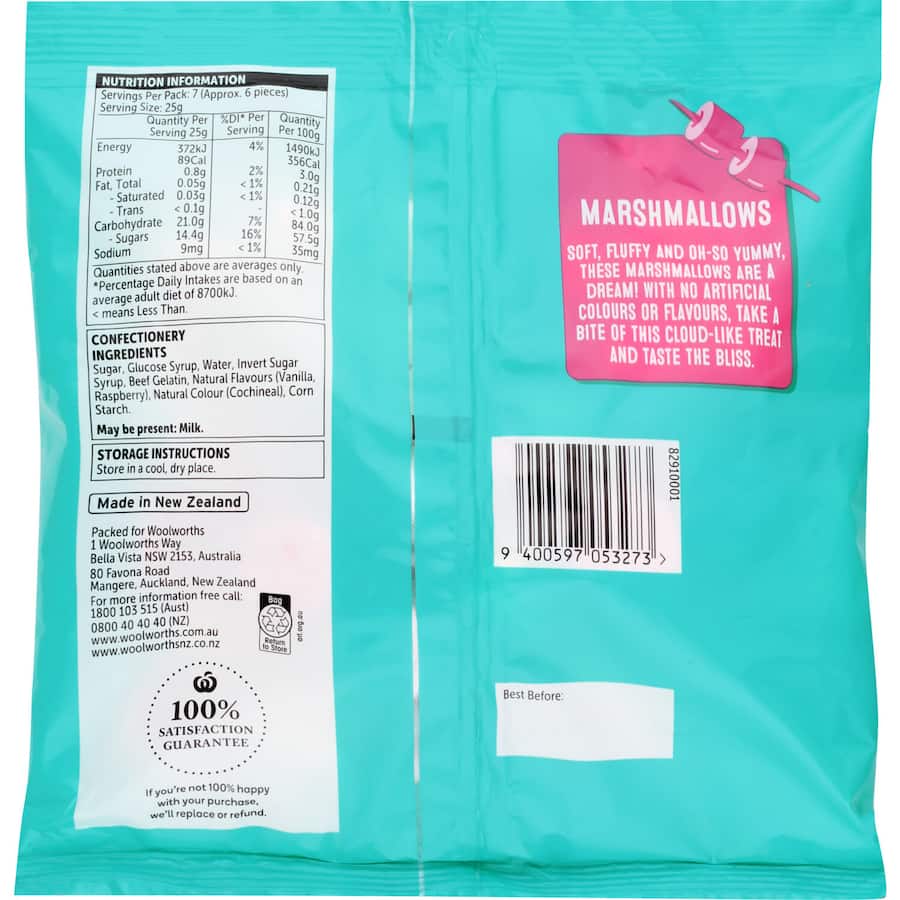 NUTRITION INFORMATION
Servings Per Pack: 7 (Approx. 6 pieces)
Serving Size: 25g
Quantity Per Serving 25g %DI* Per Serving Quantity Per 100g
Energy 372kJ 4% 1490kJ
89Cal 356Cal
Protein 0.8g 2% 3.0g
Fat, Total 0.05g < 1% 0.21g
- Saturated 0.03g < 1% 0.12g
- Trans < 0.1g - < 1.0g
Carbohydrate 21.0g 7% 84.0g
- Sugars 14.4g 16% 57.5g
Sodium 9mg < 1% 35mg
Quantities stated above are averages only.
*Percentage Daily Intakes are based on an
average adult diet of 8700kJ.
< means Less Than.
CONFECTIONERY
INGREDIENTS
Sugar, Glucose Syrup, Water, Invert Sugar
Syrup, Beef Gelatin, Natural Flavours (Vanilla,
Raspberry), Natural Colour (Cochineal), Corn
Starch.
May be present: Milk.
STORAGE INSTRUCTIONS
Store in a cool, dry place.
Made in New Zealand
Packed for Woolworths
1 Woolworths Way
Bella Vista NSW 2153, Australia
80 Favona Road
Mangere, Auckland, New Zealand
For more information free call:
1800 103 515 (Aust)
0800 40 40 40 (NZ)
www.woolworths.com.au
www.woolworthsnz.co.nz
Bag
Return
to Store
arl.org.au
100%
SATISFACTION
GUARANTEE
If you're not 100% happy
with your purchase,
we'll replace or refund.
MARSHMALLOWS
SOFT, FLUFFY AND OH-SO YUMMY,
THESE MARSHMALLOWS ARE A
DREAM! WITH NO ARTIFICIAL
COLOURS OR FLAVOURS, TAKE A
BITE OF THIS CLOUD-LIKE TREAT
AND TASTE THE BLISS.
82910001
9 400597 053273 >
Best Before: